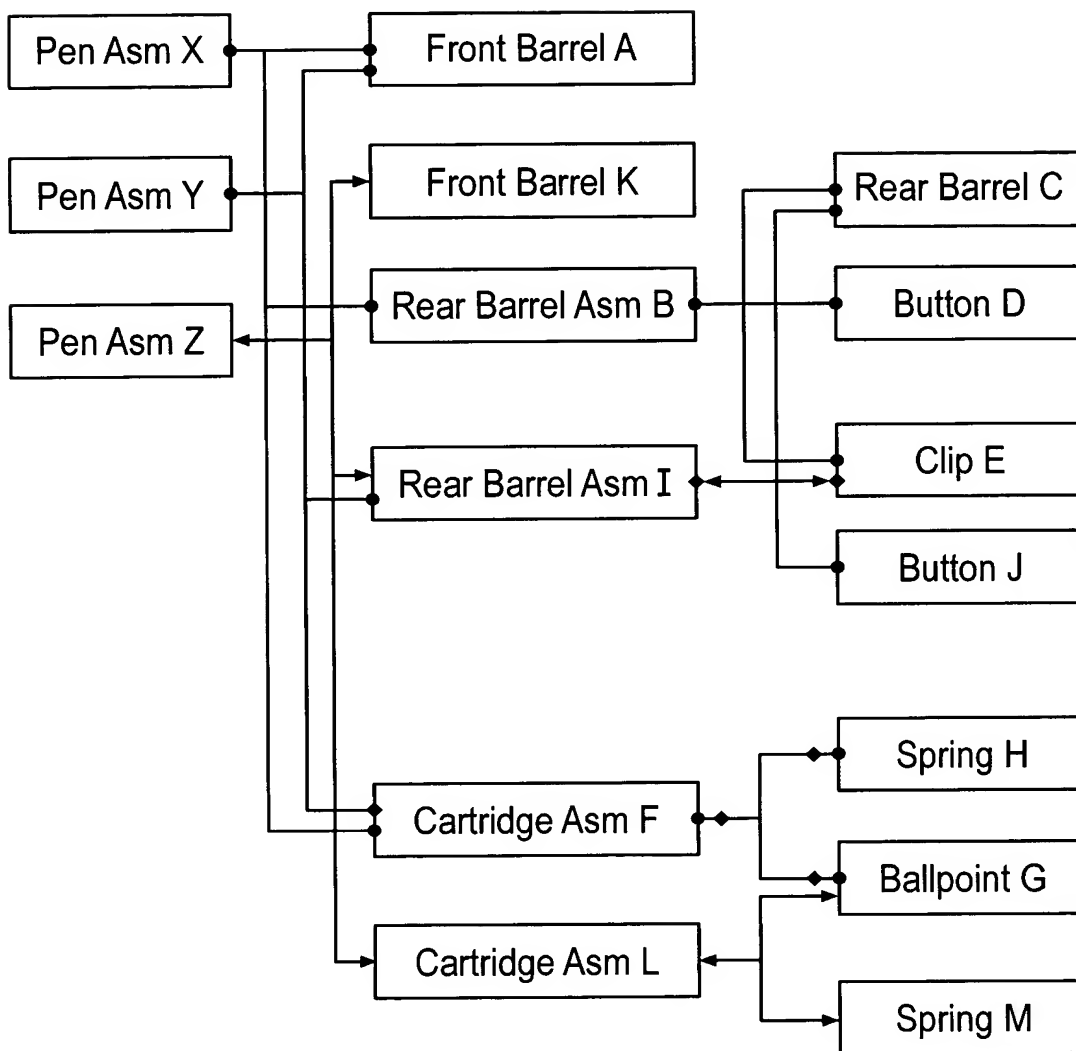 Pen Asm X
Front Barrel A
Pen Asm Y
Front Barrel K
Rear Barrel C
Pen Asm Z
Rear Barrel Asm B
Button D
Rear Barrel Asm I
Clip E
Button J
Spring H
Cartridge Asm F
Ballpoint G
Cartridge Asm L
Spring M